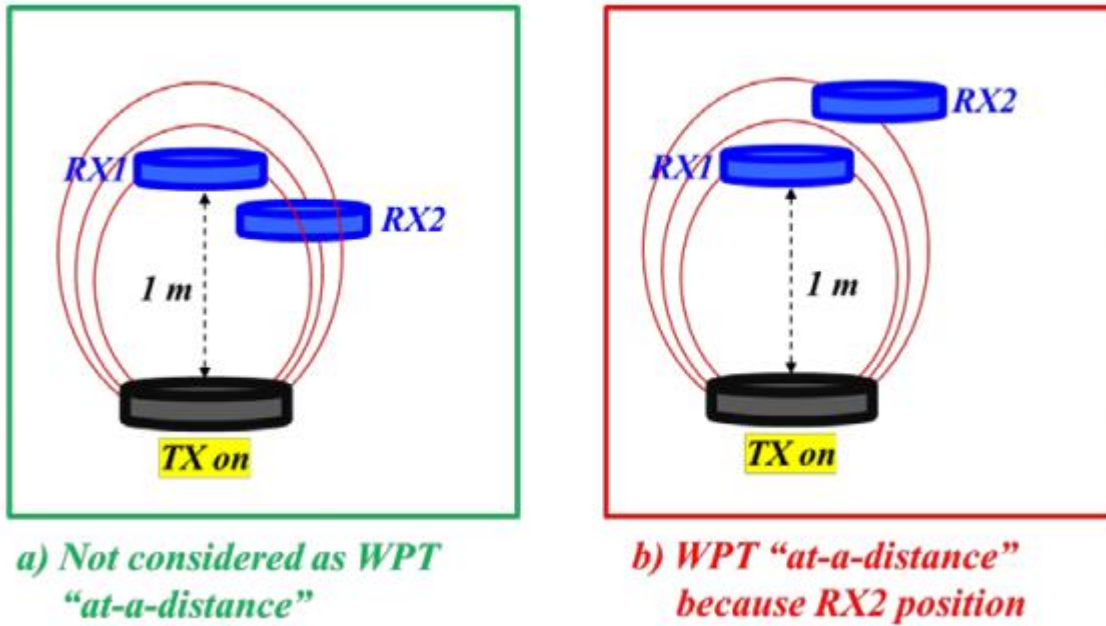 RX1
RX2
1 m
TX on
a) Not considered as WPT
“at-a-distance”
RX2
RX1
1 m
TX on
b) WPT “at-a-distance”
because RX2 position